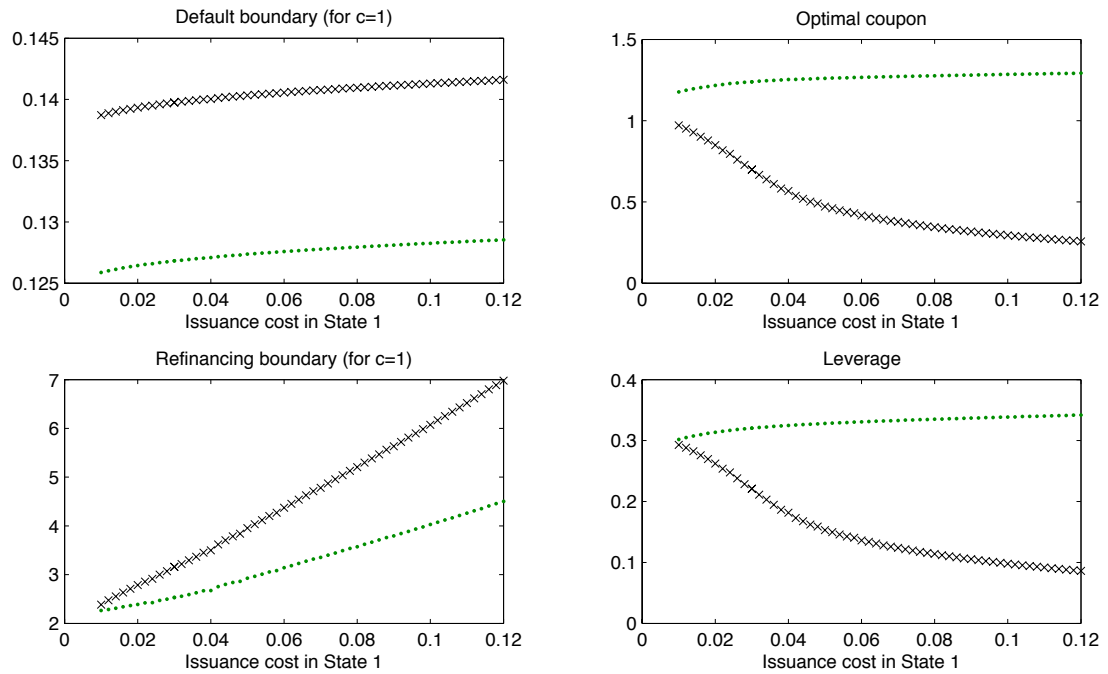 Default boundary (for c=1)
0.145
0.14
0.135
0.13
0.125
0 0.02 0.04 0.06 0.08 0.1 0.12
Issuance cost in State 1
Optimal coupon
1.5
1
0.5
0
0 0.02 0.04 0.06 0.08 0.1 0.12
Issuance cost in State 1
Refinancing boundary (for c=1)
7
6
5
4
3
2
0 0.02 0.04 0.06 0.08 0.1 0.12
Issuance cost in State 1
Leverage
0.4
0.3
0.2
0.1
0
0 0.02 0.04 0.06 0.08 0.1 0.12
Issuance cost in State 1